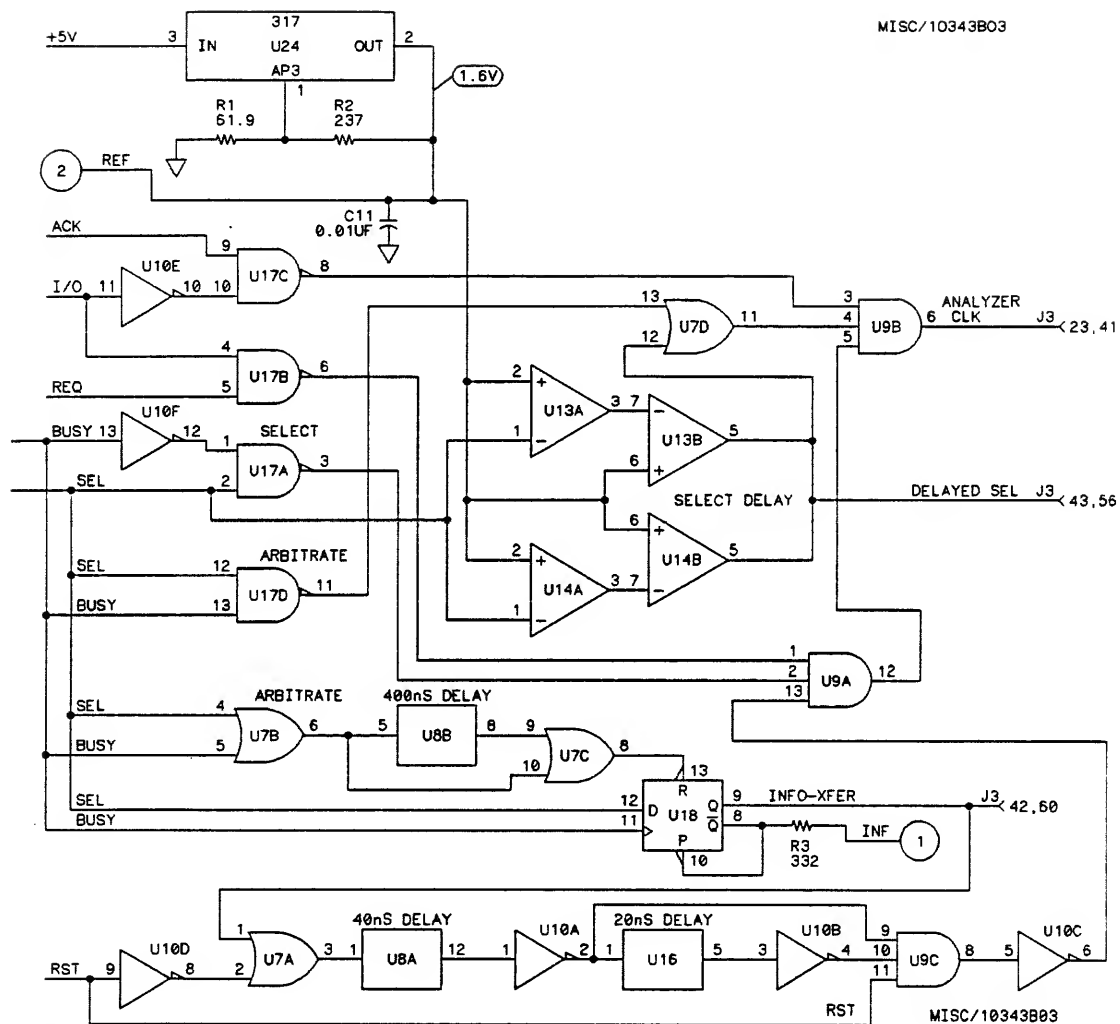 MISC/10343B03
317
+5V 3 IN U24 OUT 2
AP3
1
1.6V
R1 61.9
R2 237
2 REF
C11 0.01UF
ACK
9
U10E
I/O 11 10 10 U17C 8
4
REQ 5 U17B 6
U10F
BUSY 13 12 1 SELECT
SEL 2 U17A 3
ARBITRATE
SEL 12
BUSY 13 U17D 11
13
12 U7D 11
3
4
5 U9B 6
ANALYZER CLK J3 23,41
2 +
1 - U13A 3 7 -
6 + U13B 5
SELECT DELAY
DELAYED SEL J3 43,56
2 +
1 - U14A 3 7 -
6 + U14B 5
1
2
13 U9A 12
ARBITRATE
SEL 4
BUSY 5 U7B 6
400nS DELAY
5 U8B 8 9
10 U7C 8
13
R
SEL 12 D U18 Q 9 INFO-XFER J3 42,60
BUSY 11 Q 8
P
10
R3 332
INF 1
40nS DELAY
20nS DELAY
1
U10D
RST 9 8 2 U7A 3 1 U8A 12 1 U10A 2 1 U16 5 3 U10B 4
9
10
11 U9C 8 5 U10C 6
RST
MISC/10343B03